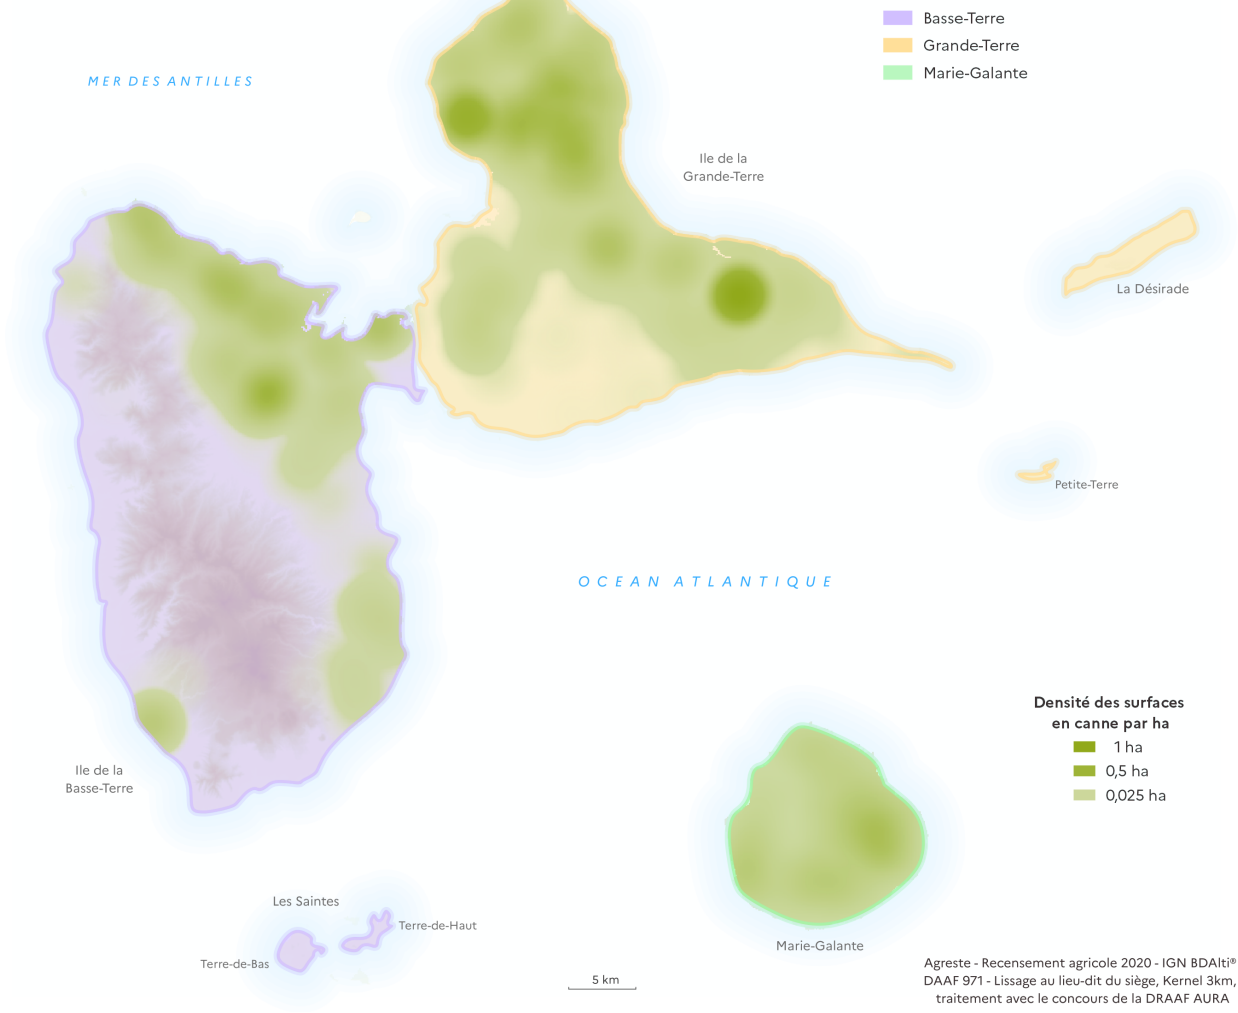 Basse-Terre
Grande-Terre
Marie-Galante
MER DES ANTILLES
Ile de la
Grande-Terre
La Désirade
Petite-Terre
OCEAN ATLANTIQUE
Densité des surfaces
en canne par ha
1 ha
0,5 ha
0,025 ha
Ile de la
Basse-Terre
Les Saintes
Terre-de-Haut
Terre-de-Bas
Marie-Galante
5 km
Agreste - Recensement agricole 2020 - IGN BDAlti®
DAAF 971 - Lissage au lieu-dit du siège, Kernel 3km,
traitement avec le concours de la DRAAF AURA